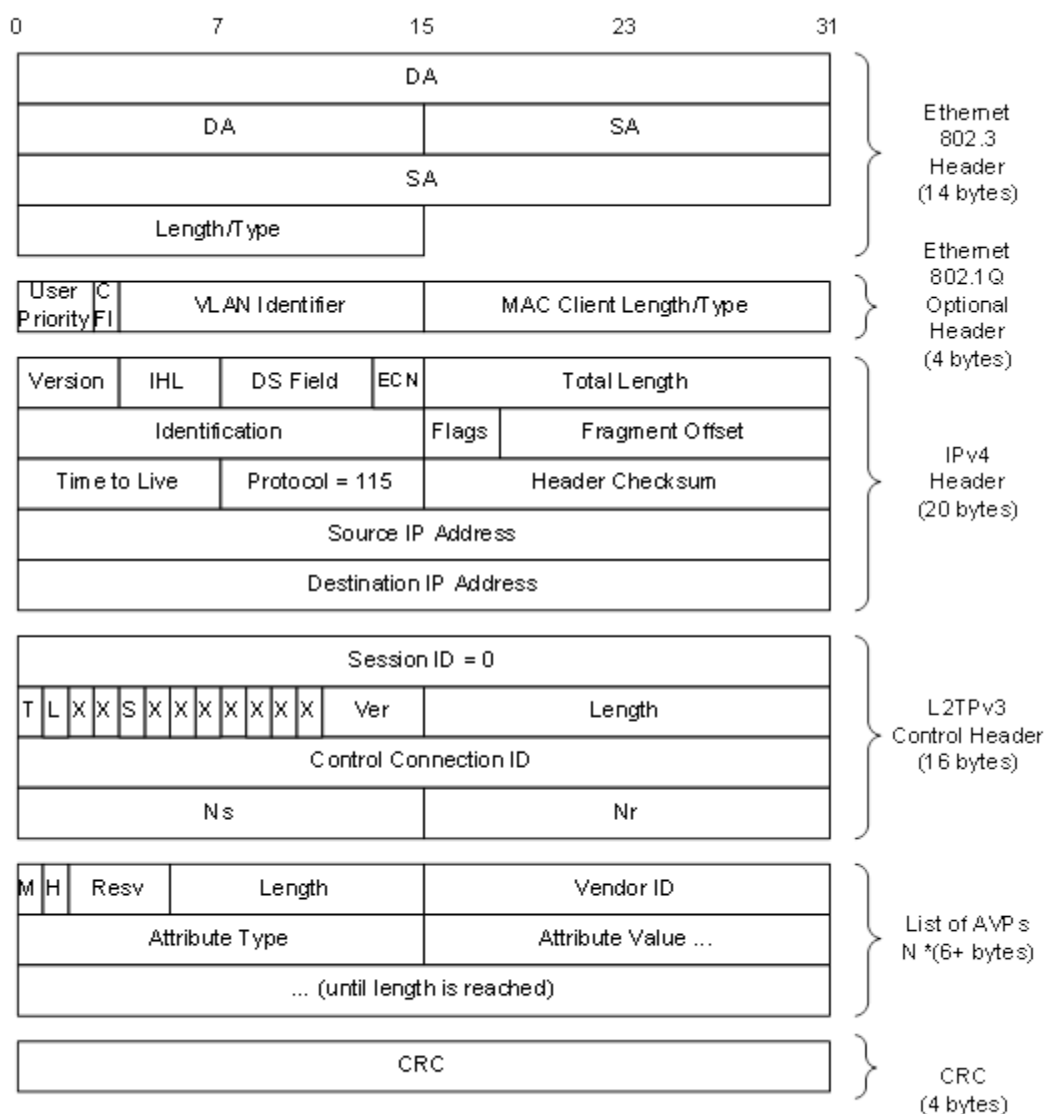 0 7 15 23 31
DA
DA SA
SA
Length/Type
Ethernet
802.3
Header
(14 bytes)
User
Priority
C
FI
VLAN Identifier MAC Client Length/Type
Ethernet
802.1Q
Optional
Header
(4 bytes)
Version IHL DS Field ECN Total Length
Identification Flags Fragment Offset
Time to Live Protocol = 115 Header Checksum
Source IP Address
Destination IP Address
IPv4
Header
(20 bytes)
Session ID = 0
T L X X S X X X X X X X Ver Length
Control Connection ID
Ns Nr
L2TPv3
Control Header
(16 bytes)
M H Resv Length Vendor ID
Attribute Type Attribute Value ...
... (until length is reached)
List of AVPs
N *(6+ bytes)
CRC
CRC
(4 bytes)